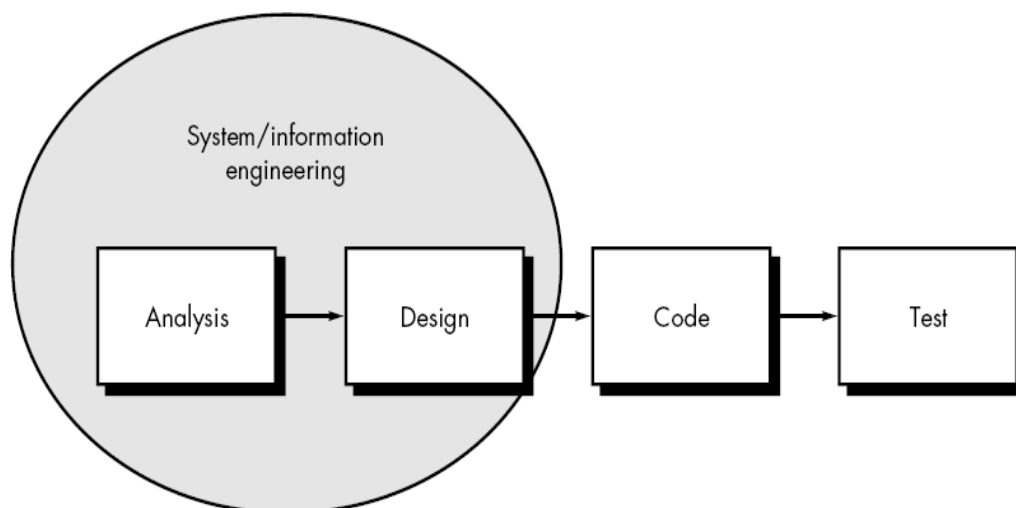 System/information
engineering
Analysis
Design
Code
Test